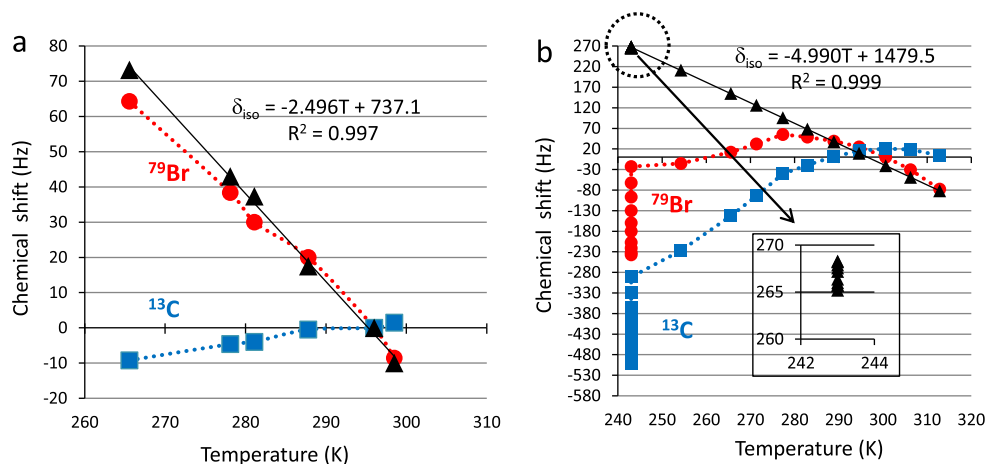 a
80
70
60
50
40
30
20
10
0
-10
-20
260 270 280 290 300 310
Chemical shift (Hz)
Temperature (K)
δiso = -2.496T + 737.1
R² = 0.997
⁷⁹Br
¹³C
b
270
220
170
120
70
20
-30
-80
-130
-180
-230
-280
-330
-380
-430
-480
-530
-580
240 250 260 270 280 290 300 310 320
Chemical shift (Hz)
Temperature (K)
δiso = -4.990T + 1479.5
R² = 0.999
⁷⁹Br
¹³C
270
265
260
242 244